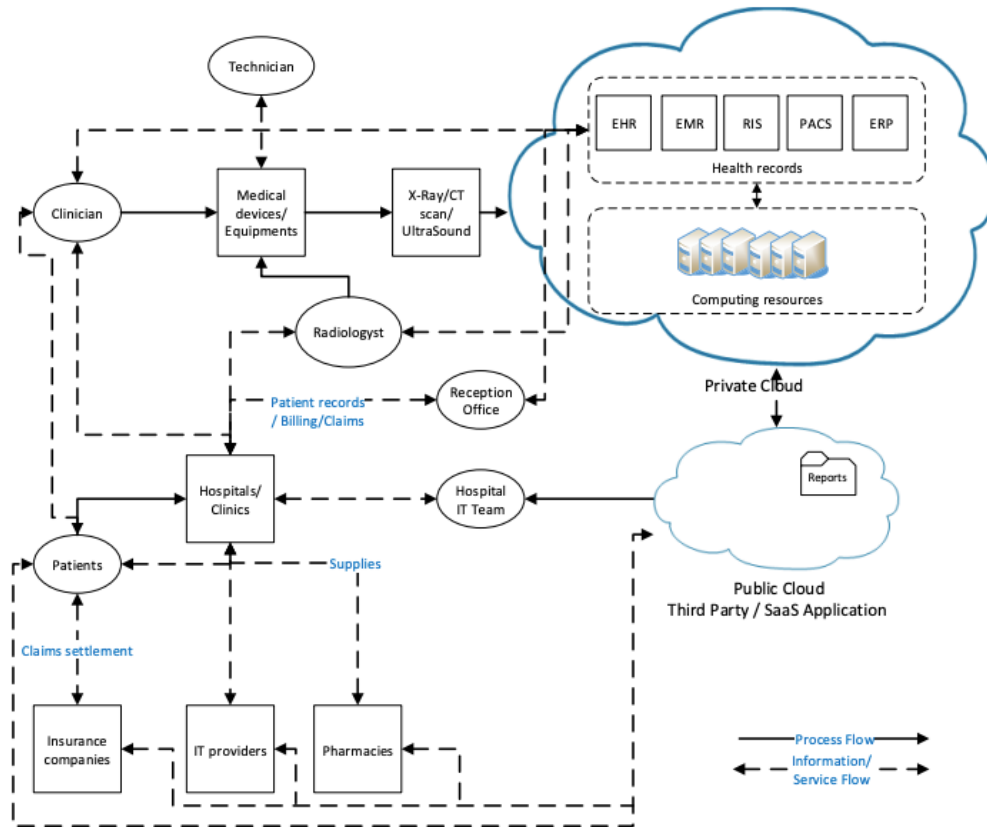 Technician
EHR
EMR
RIS
PACS
ERP
Health records
Clinician
Medical
devices/
Equipments
X-Ray/CT
scan/
UltraSound
Computing resources
Radiologyst
Private Cloud
Patient records
/ Billing/Claims
Reception
Office
Hospitals/
Clinics
Hospital
IT Team
Reports
Patients
Supplies
Public Cloud
Third Party / SaaS Application
Claims settlement
Insurance
companies
IT providers
Pharmacies
Process Flow
Information/
Service Flow